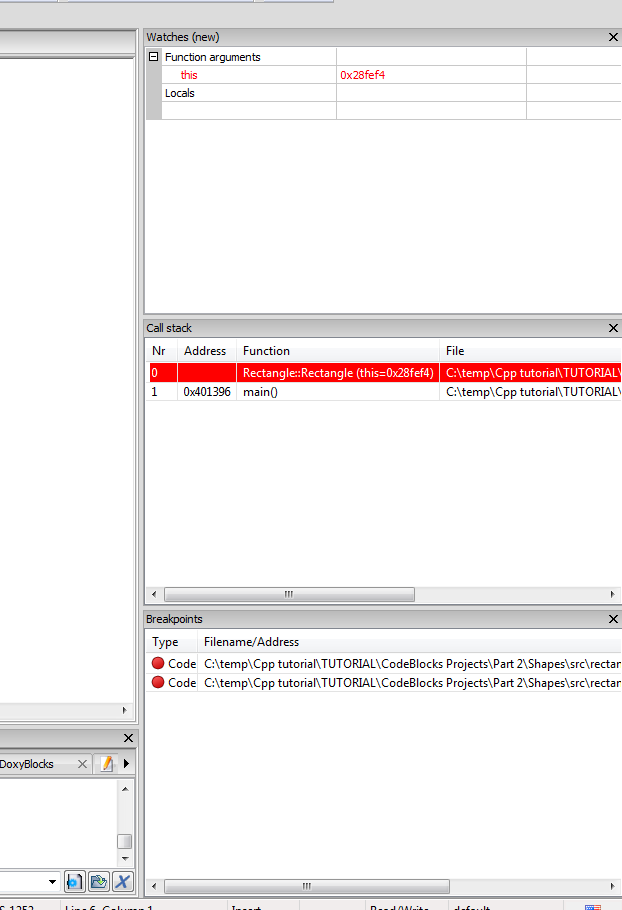 Watches (new)
Function arguments
this 0x28fef4
Locals
Call stack
Nr Address Function File
0 Rectangle::Rectangle (this=0x28fef4) C:\temp\Cpp tutorial\TUTORIAL\
1 0x401396 main() C:\temp\Cpp tutorial\TUTORIAL\
Breakpoints
Type Filename/Address
Code C:\temp\Cpp tutorial\TUTORIAL\CodeBlocks Projects\Part 2\Shapes\src\rectan
Code C:\temp\Cpp tutorial\TUTORIAL\CodeBlocks Projects\Part 2\Shapes\src\rectan
DoxyBlocks
S-1252 Line 6, Column 1 Insert Read/Write default